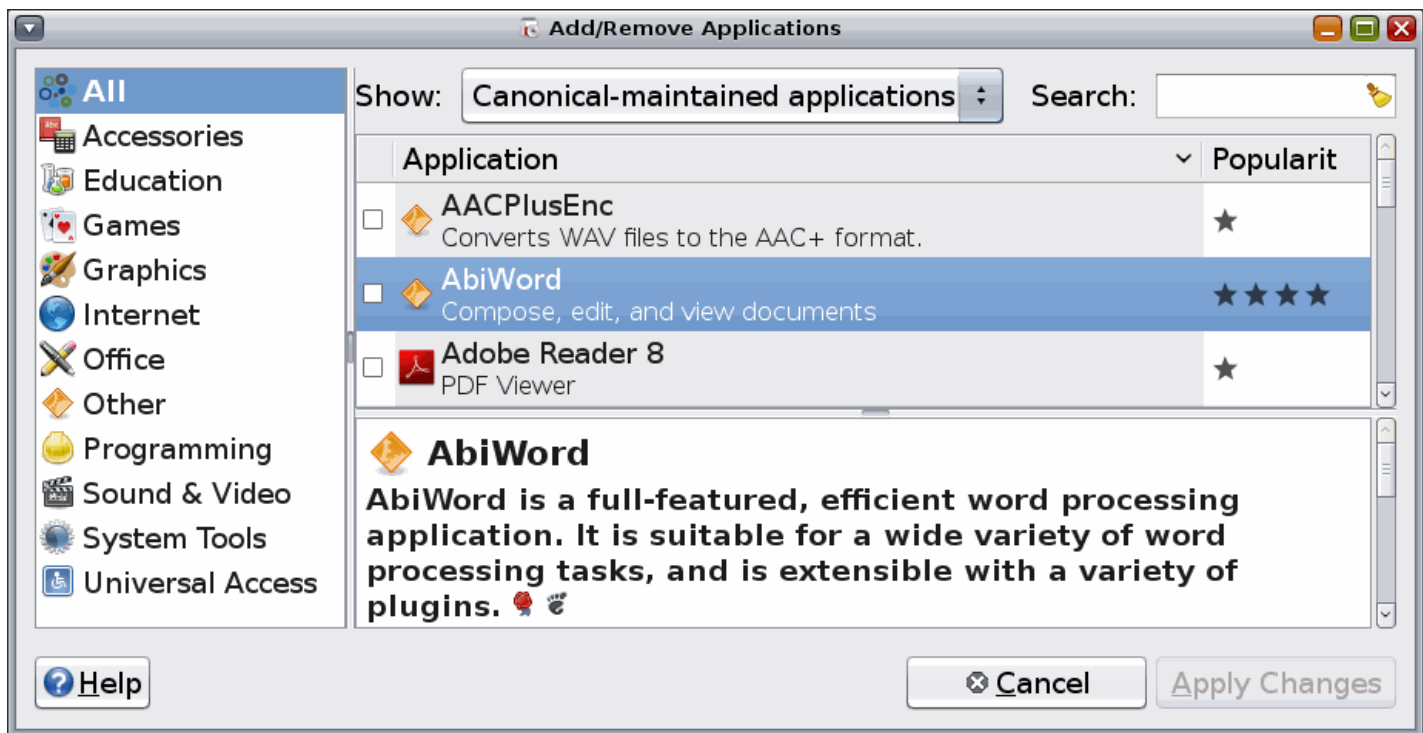 Add/Remove Applications
All
Accessories
Education
Games
Graphics
Internet
Office
Other
Programming
Sound & Video
System Tools
Universal Access
Show: Canonical-maintained applications Search:
Application Popularit
AACPlusEnc
Converts WAV files to the AAC+ format.
AbiWord
Compose, edit, and view documents
Adobe Reader 8
PDF Viewer
AbiWord
AbiWord is a full-featured, efficient word processing
application. It is suitable for a wide variety of word
processing tasks, and is extensible with a variety of
plugins.
Help Cancel Apply Changes